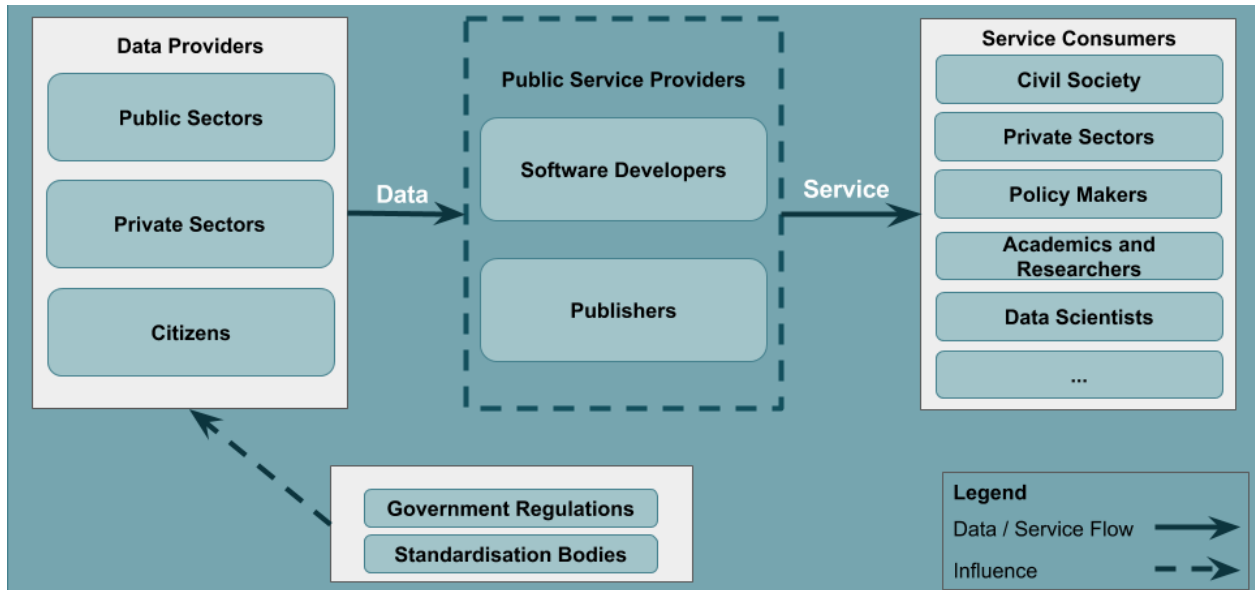 Data Providers
Public Sectors
Private Sectors
Citizens
Data
Public Service Providers
Software Developers
Publishers
Service
Service Consumers
Civil Society
Private Sectors
Policy Makers
Academics and
Researchers
Data Scientists
...
Government Regulations
Standardisation Bodies
Legend
Data / Service Flow
Influence